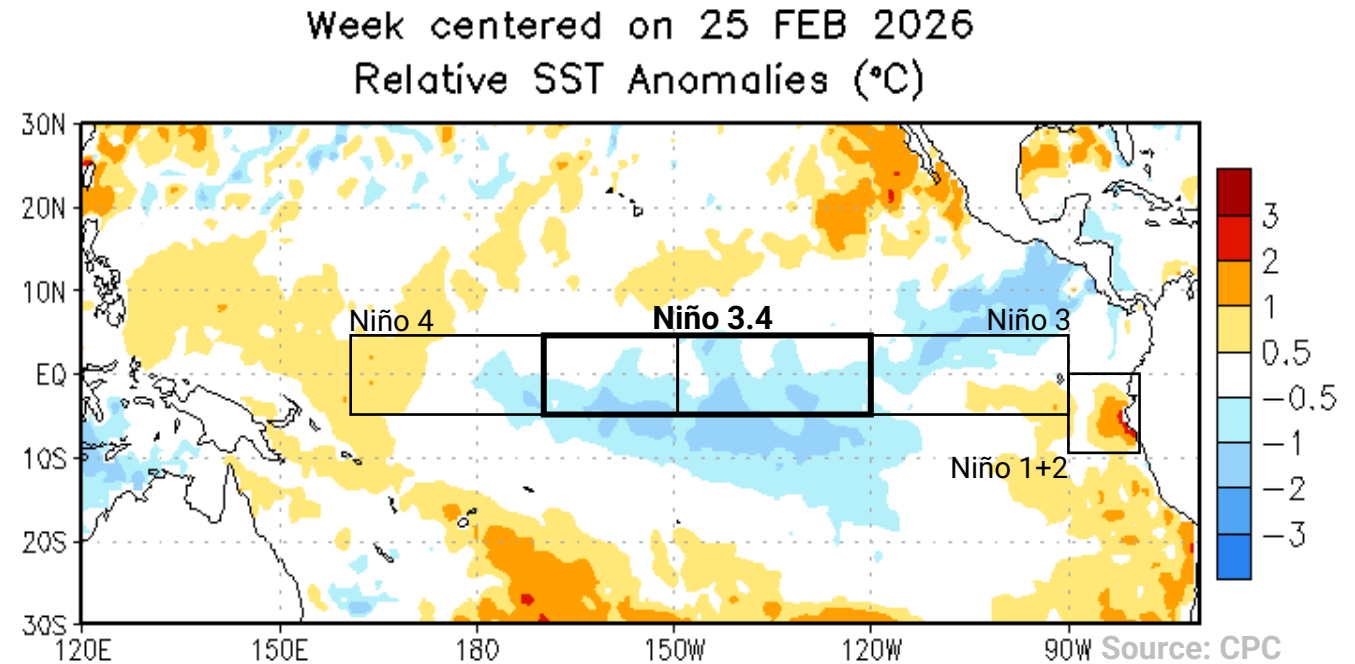 Week centered on 25 FEB 2026
Relative SST Anomalies (°C)
30N
20N
10N
EQ
10S
20S
30S
Niño 4
Niño 3.4
Niño 3
Niño 1+2
120E
150E
180
150W
120W
90W
3
2
1
0.5
−0.5
−1
−2
−3
Source: CPC